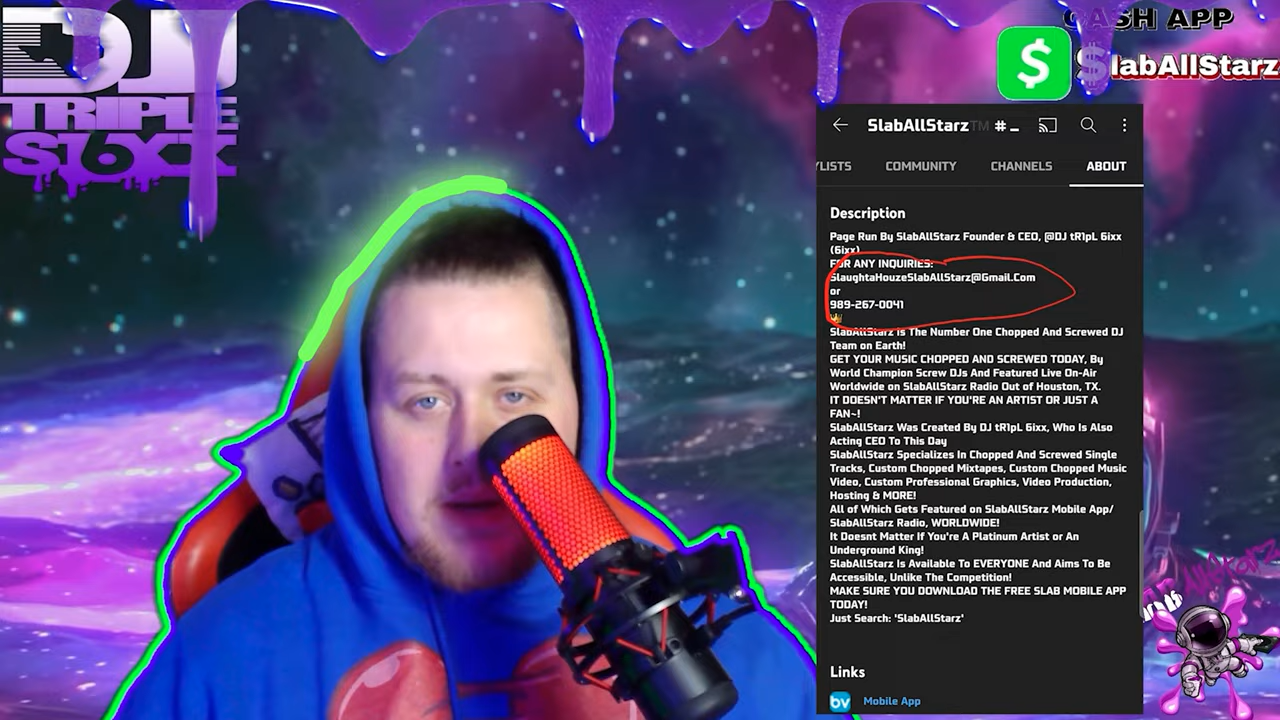 DJ
TRIPLE
S16XX
CASH APP
$labAllStarz
SlabAllStarz™ # _
YLISTS
COMMUNITY
CHANNELS
ABOUT
Description
Page Run By SlabAllStarz Founder & CEO, @DJ tR1pL 6ixx
(6ixx)
FOR ANY INQUIRIES:
SlaughtaHouzeSlabAllStarz@Gmail.Com
or
989-267-0041
👑
SlabAllStarz Is The Number One Chopped And Screwed DJ
Team on Earth!
GET YOUR MUSIC CHOPPED AND SCREWED TODAY, By
World Champion Screw DJs And Featured Live On-Air
Worldwide on SlabAllStarz Radio Out of Houston, TX.
IT DOESN'T MATTER IF YOU'RE AN ARTIST OR JUST A
FAN~!
SlabAllStarz Was Created By DJ tR1pL 6ixx, Who Is Also
Acting CEO To This Day
SlabAllStarz Specializes In Chopped And Screwed Single
Tracks, Custom Chopped Mixtapes, Custom Chopped Music
Video, Custom Professional Graphics, Video Production,
Hosting & MORE!
All of Which Gets Featured on SlabAllStarz Mobile App/
SlabAllStarz Radio, WORLDWIDE!
It Doesnt Matter If You're A Platinum Artist or An
Underground King!
SlabAllStarz Is Available To EVERYONE And Aims To Be
Accessible, Unlike The Competition!
MAKE SURE YOU DOWNLOAD THE FREE SLAB MOBILE APP
TODAY!
Just Search: 'SlabAllStarz'
Links
bv
Mobile App